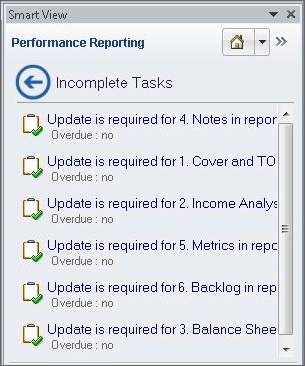 Smart View
Performance Reporting
Incomplete Tasks
Update is required for 4. Notes in repor
Overdue : no
Update is required for 1. Cover and TO
Overdue : no
Update is required for 2. Income Analys
Overdue : no
Update is required for 5. Metrics in repo
Overdue : no
Update is required for 6. Backlog in rep
Overdue : no
Update is required for 3. Balance Shee
Overdue : no